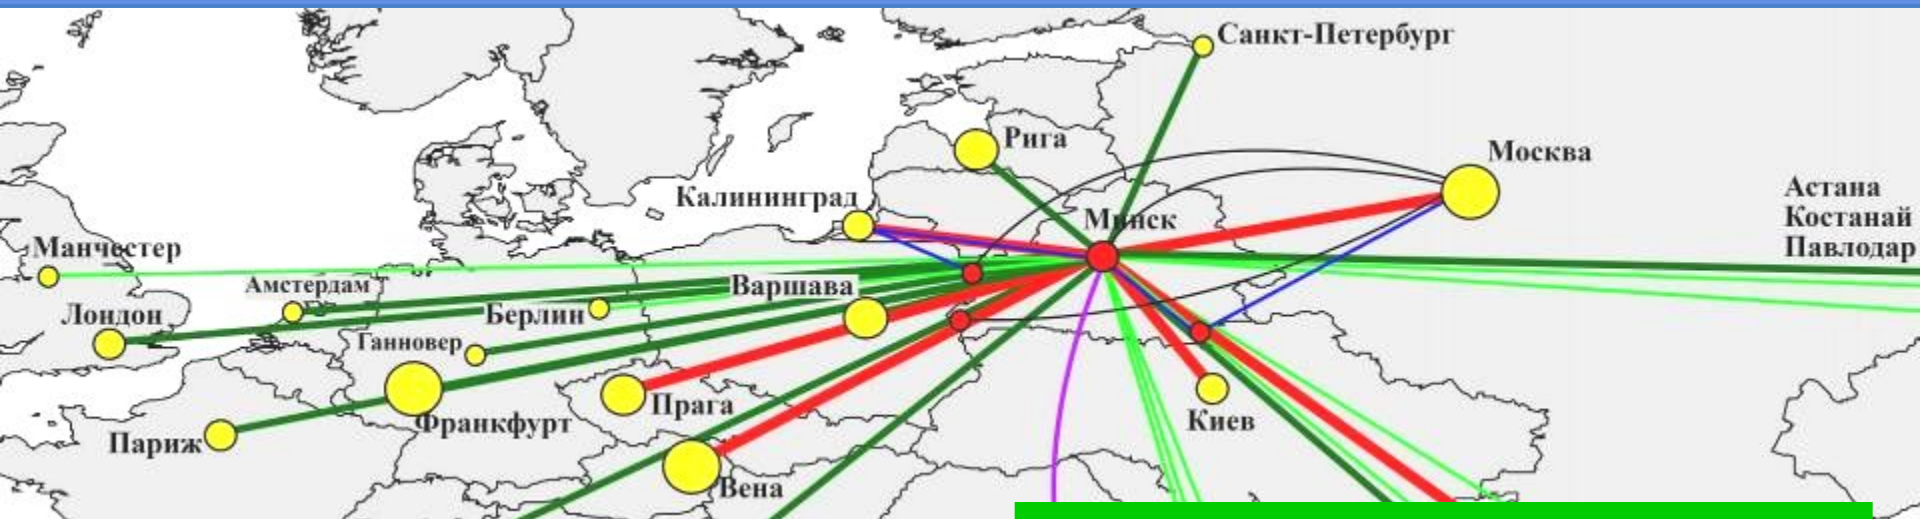 Санкт-Петербург
Рига
Москва
Астана
Костанай
Павлодар
Калининград
Минск
Манчестер
Амстердам
Варшава
Лондон
Берлин
Ганновер
Прага
Франкфурт
Киев
Париж
Вена